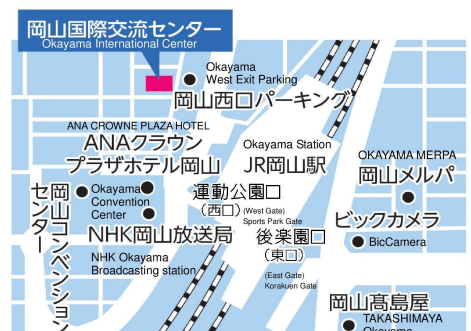 岡山国際交流センター
Okayama International Center
Okayama
West Exit Parking
岡山西口パーキング
ANA CROWNE PLAZA HOTEL
ANAクラウン
プラザホテル岡山
Okayama Station
JR岡山駅
OKAYAMA MERPA
岡山メルパ
岡山コンベンション
センター
Okayama
Convention
Center
運動公園口
(西口)
(West Gate)
Sports Park Gate
ビックカメラ
BicCamera
NHK岡山放送局
NHK Okayama
Broadcasting station
後楽園口
(東口)
(East Gate)
Korakuen Gate
岡山髙島屋
TAKASHIMAYA
Okayama